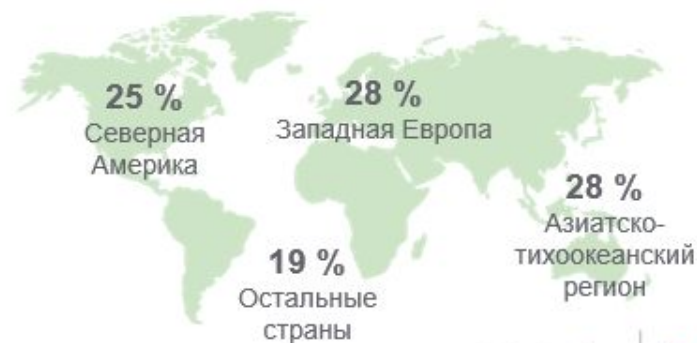 25 %
Северная
Америка
28 %
Западная Европа
28 %
Азиатско-
тихоокеанский
регион
19 %
Остальные
страны